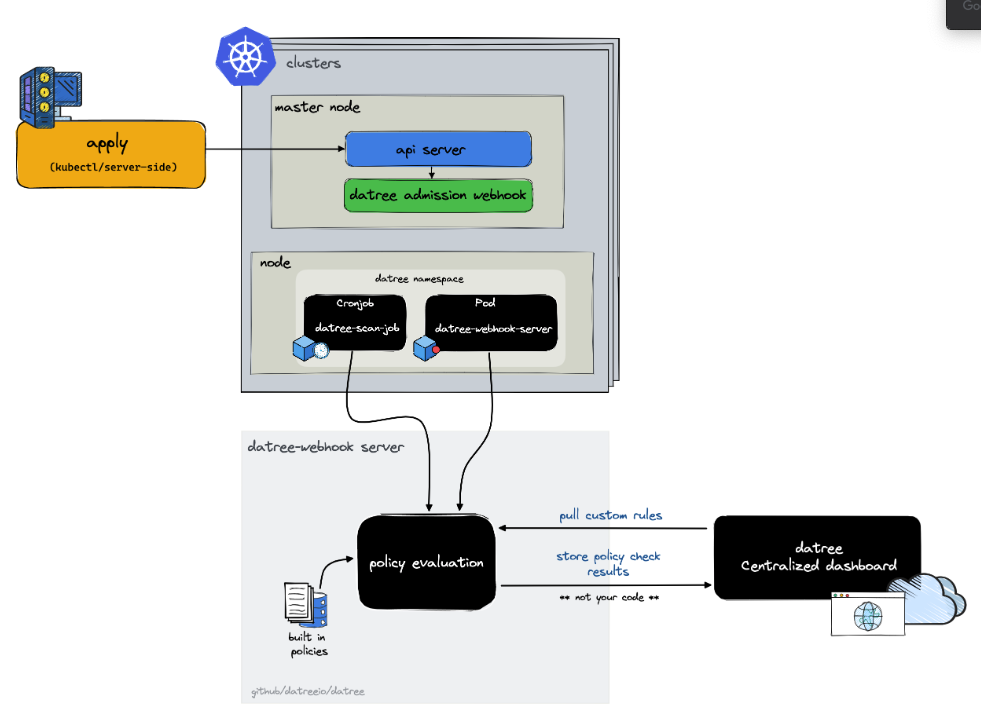 Go
clusters
master node
apply
(kubectl/server-side)
api server
datree admission webhook
node
datree namespace
Cronjob
datree-scan-job
Pod
datree-webhook-server
datree-webhook server
pull custom rules
policy evaluation
store policy check
results
** not your code **
datree
Centralized dashboard
built in
policies
github/datreeio/datree